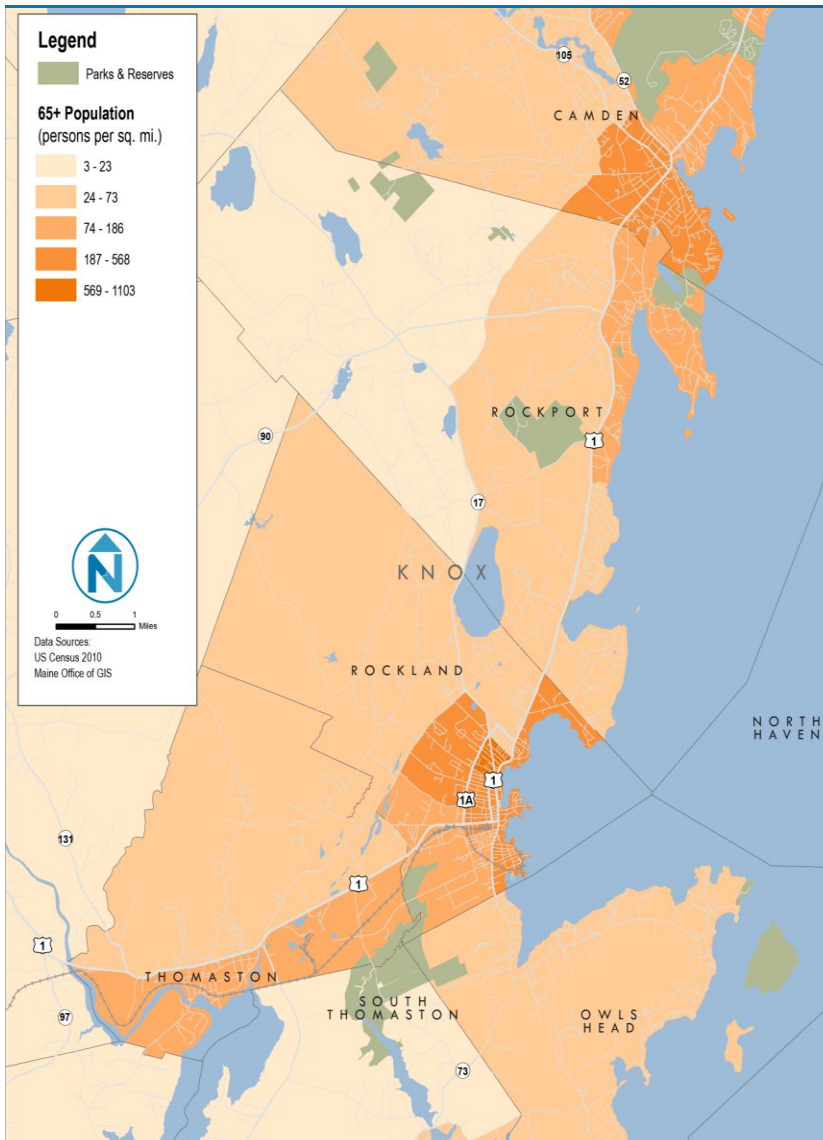 Legend
Parks & Reserves
65+ Population
(persons per sq. mi.)
3 - 23
24 - 73
74 - 186
187 - 568
569 - 1103
N
0 0.5 1
Miles
Data Sources:
US Census 2010
Maine Office of GIS
105
52
CAMDEN
ROCKPORT
1
90
17
KNOX
ROCKLAND
NORTH
HAVEN
1
1A
131
1
1
THOMASTON
SOUTH
THOMASTON
OWLS
HEAD
97
73